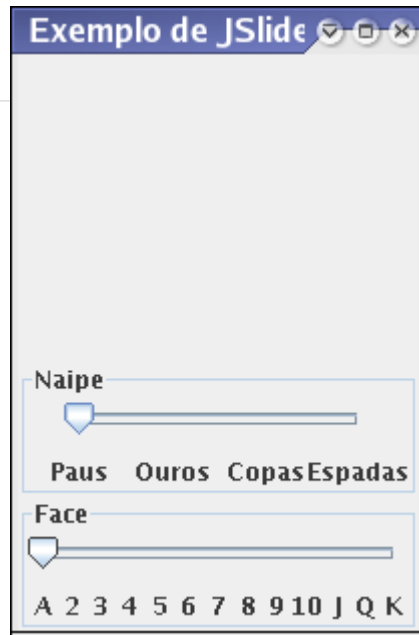 Exemplo de JSlide
Naipe
Paus Ouros Copas Espadas
Face
A 2 3 4 5 6 7 8 9 10 J Q K